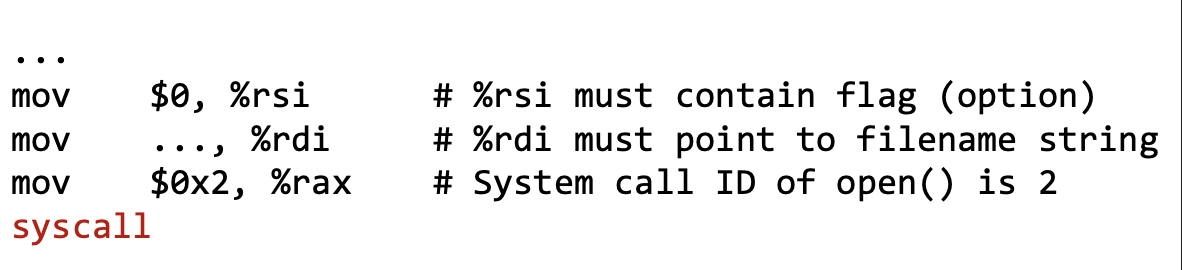 ...
mov    $0, %rsi      # %rsi must contain flag (option)
mov    ..., %rdi     # %rdi must point to filename string
mov    $0x2, %rax    # System call ID of open() is 2
syscall